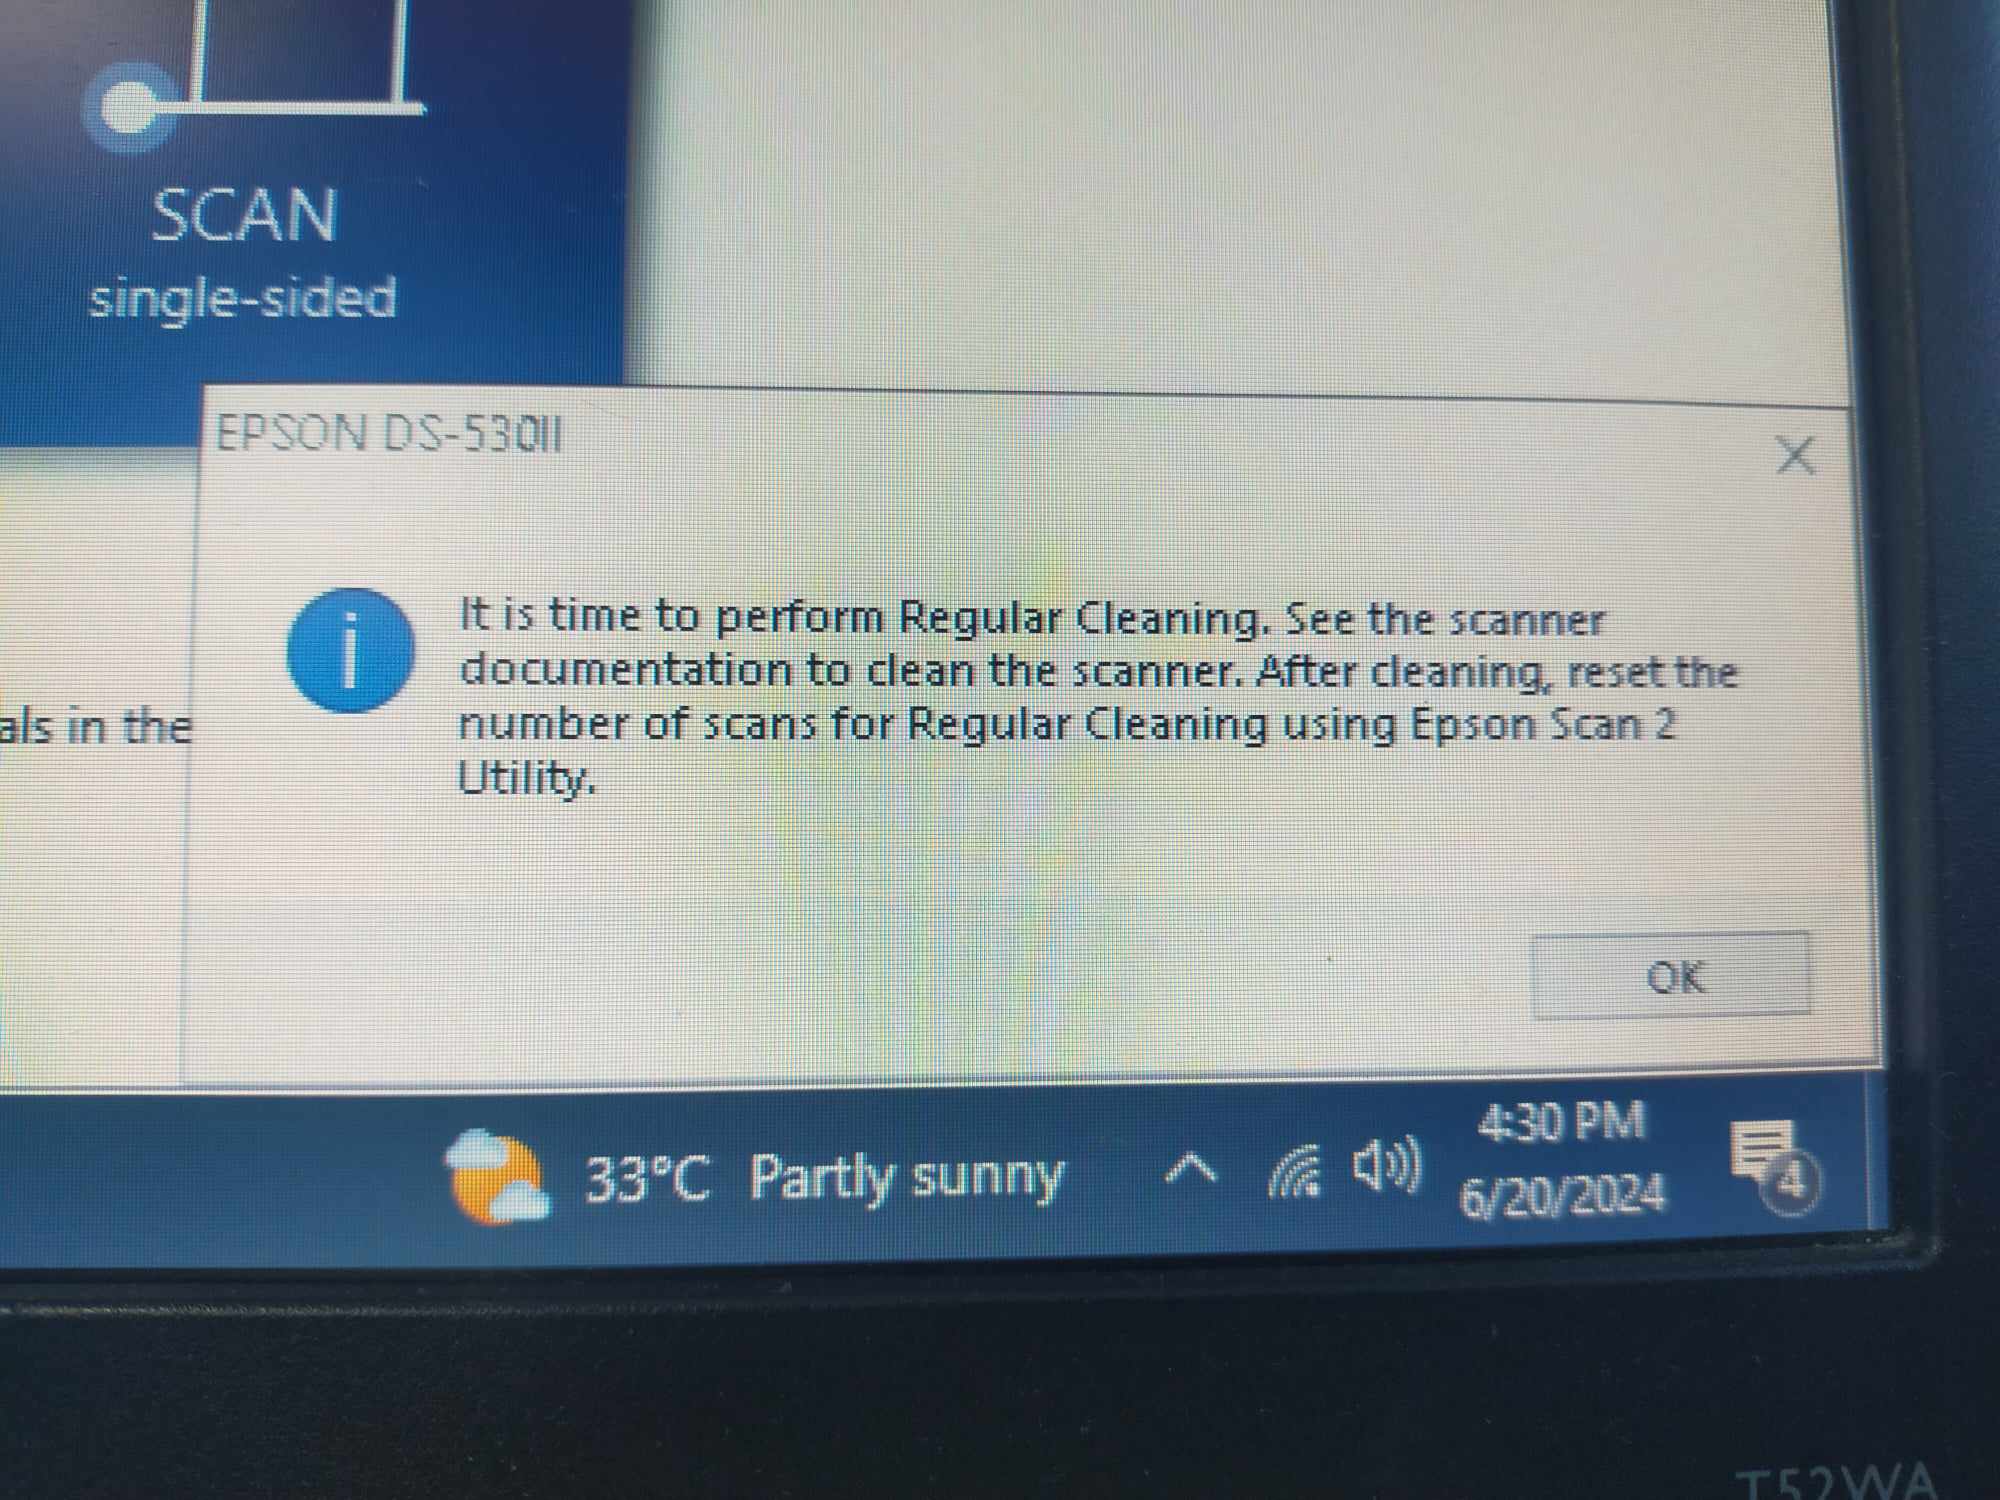 SCAN
single-sided
EPSON DS-530II
It is time to perform Regular Cleaning. See the scanner
documentation to clean the scanner. After cleaning, reset the
number of scans for Regular Cleaning using Epson Scan 2
Utility.
als in the
OK
33°C Partly sunny
4:30 PM
6/20/2024
4
T52WA